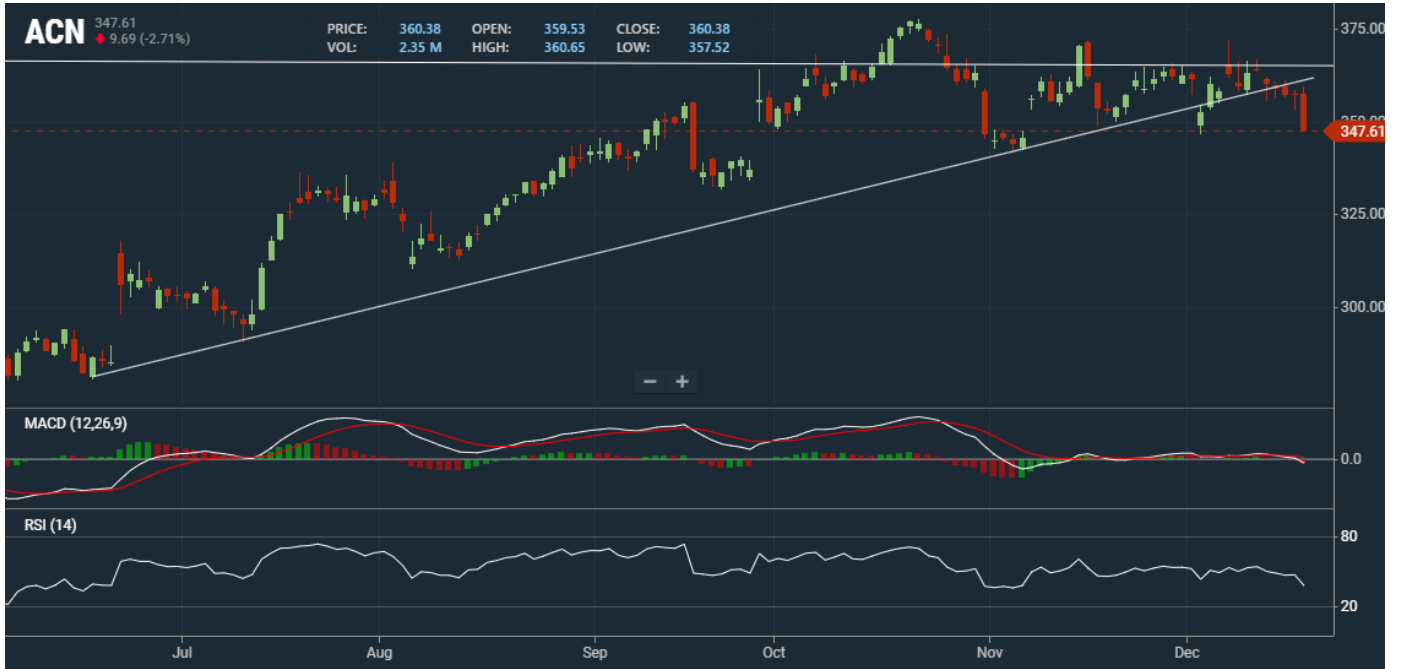 ACN 347.61
9.69 (-2.71%)
PRICE: 360.38 OPEN: 359.53 CLOSE: 360.38
VOL: 2.35 M HIGH: 360.65 LOW: 357.52
375.00
350.00
347.61
325.00
300.00
− +
MACD (12,26,9)
0.0
RSI (14)
80
20
Jul Aug Sep Oct Nov Dec